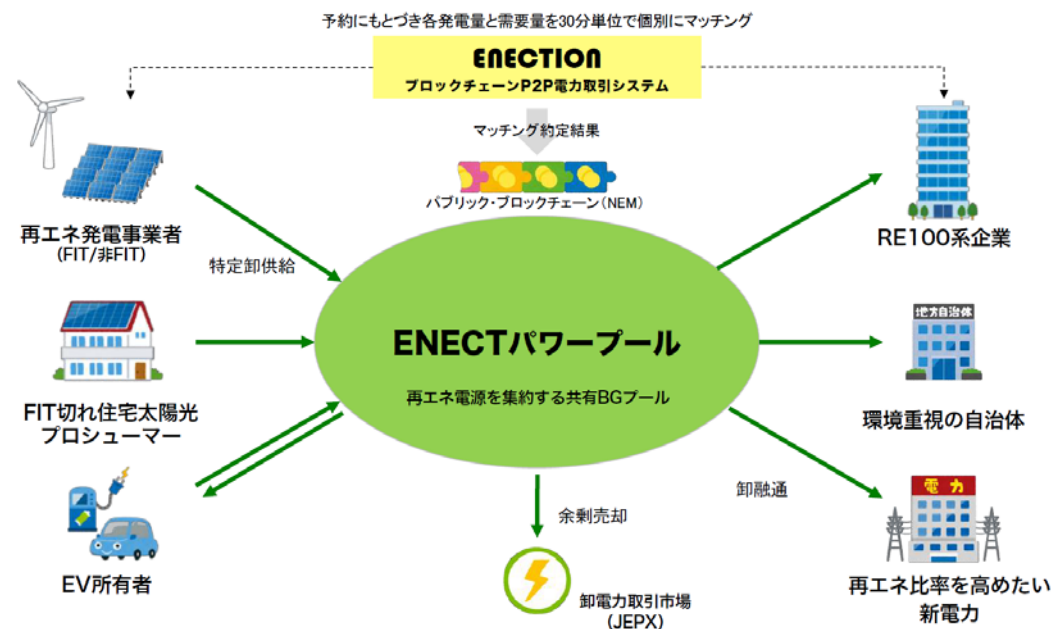 予約にもとづき各発電量と需要量を30分単位で個別にマッチング
ENECTION
ブロックチェーンP2P電力取引システム
マッチング約定結果
パブリック・ブロックチェーン(NEM)
再エネ発電事業者
(FIT/非FIT)
特定卸供給
RE100系企業
ENECTパワープール
再エネ電源を集約する共有BGプール
FIT切れ住宅太陽光
プロシューマー
地方自治体
環境重視の自治体
EV所有者
余剰売却
卸電力取引市場
(JEPX)
卸融通
電力
再エネ比率を高めたい
新電力